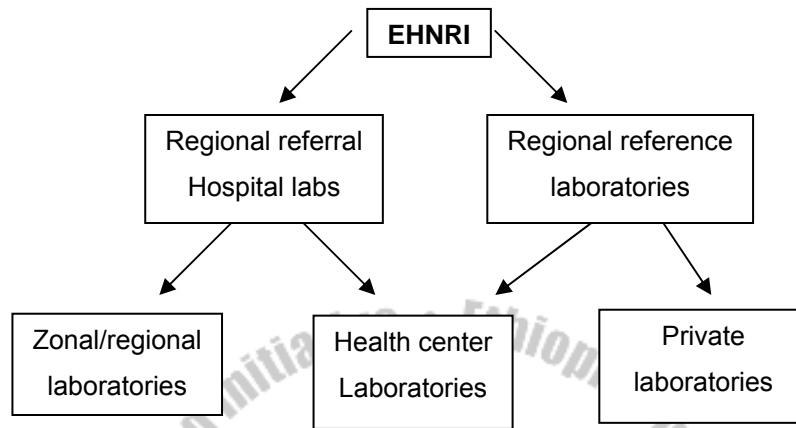 EHNRI
Regional referral
Hospital labs
Regional reference
laboratories
Zonal/regional
laboratories
Health center
Laboratories
Private
laboratories